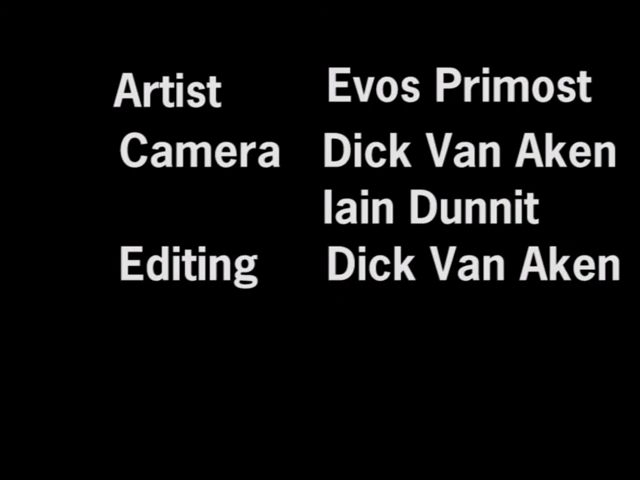 Artist Evos Primost
Camera Dick Van Aken
Iain Dunnit
Editing Dick Van Aken